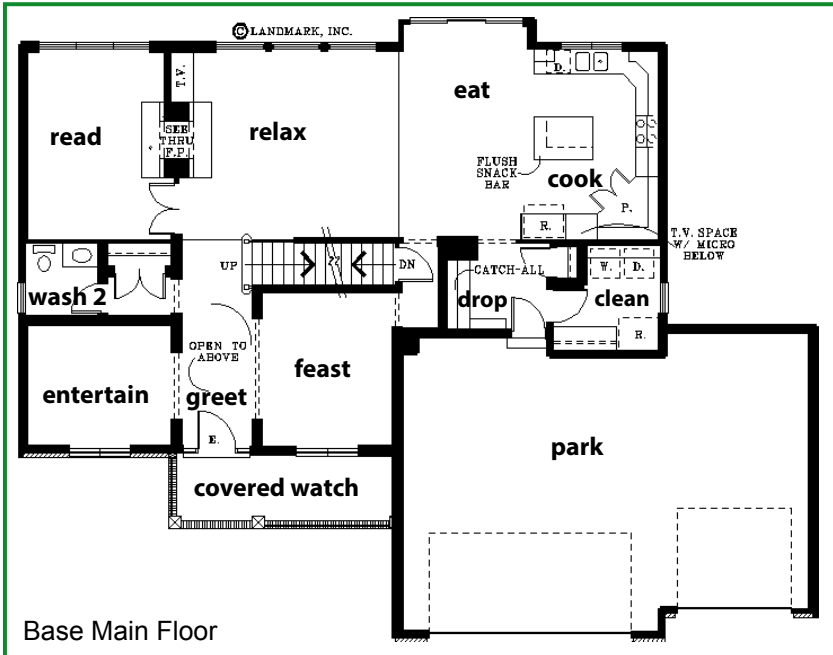 © LANDMARK, INC.
T.V.
D.
eat
read
SEE
THRU
F.P.
relax
FLUSH
SNACK
BAR
cook
R.
P.
T.V. SPACE
W/ MICRO
BELOW
UP
DN
CATCH-ALL
W.
D.
wash 2
drop
clean
R.
OPEN TO
ABOVE
feast
entertain
greet
E.
park
covered watch
Base Main Floor